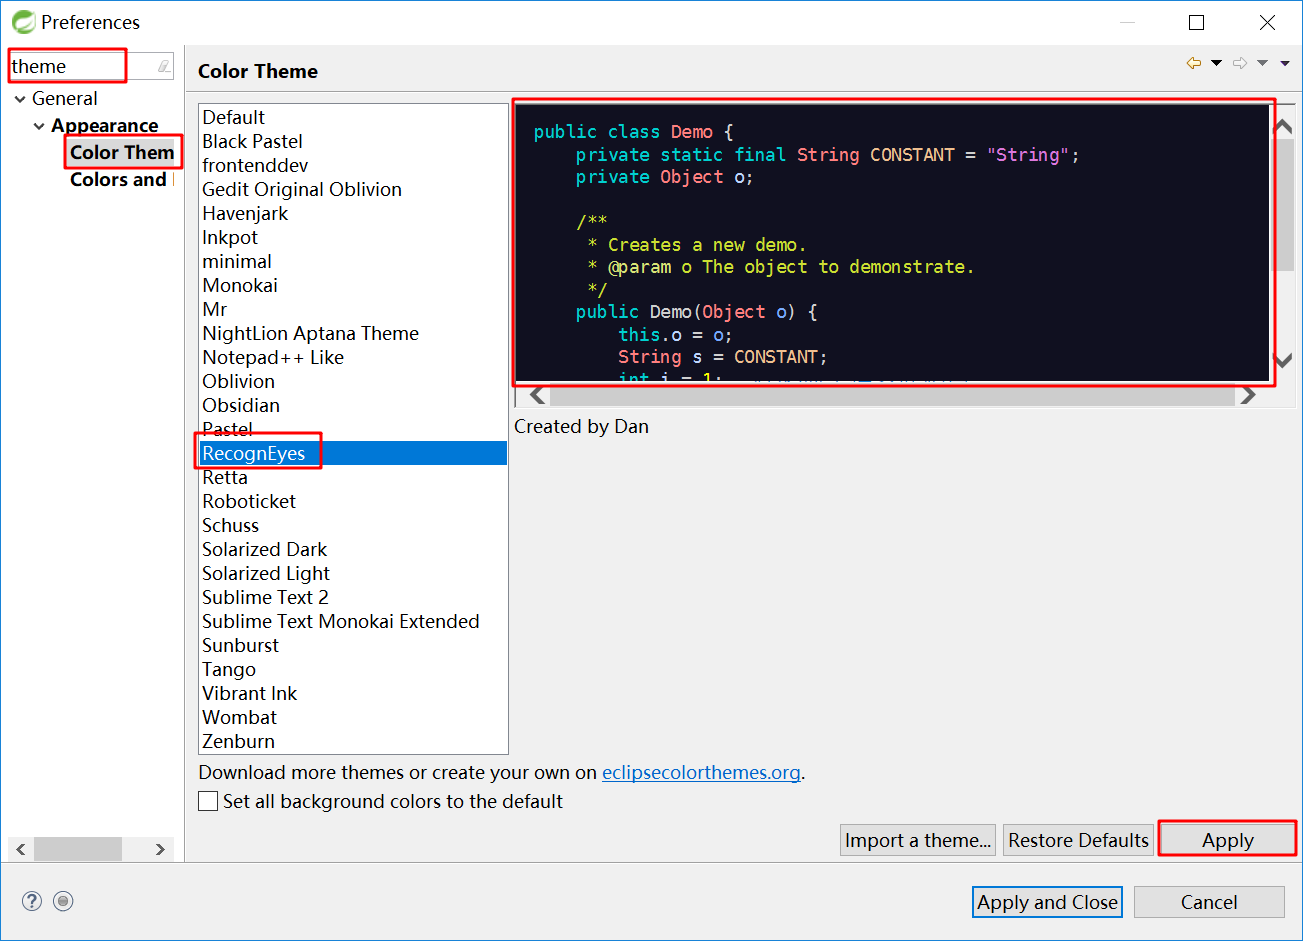 Preferences
theme
General
Appearance
Color Them
Colors and
Color Theme
Default
Black Pastel
frontenddev
Gedit Original Oblivion
Havenjark
Inkpot
minimal
Monokai
Mr
NightLion Aptana Theme
Notepad++ Like
Oblivion
Obsidian
Pastel
RecognEyes
Retta
Roboticket
Schuss
Solarized Dark
Solarized Light
Sublime Text 2
Sublime Text Monokai Extended
Sunburst
Tango
Vibrant Ink
Wombat
Zenburn
public class Demo {
    private static final String CONSTANT = "String";
    private Object o;
    /**
     * Creates a new demo.
     * @param o The object to demonstrate.
     */
    public Demo(Object o) {
        this.o = o;
        String s = CONSTANT;
        int i = 1;
Created by Dan
Download more themes or create your own on eclipsecolorthemes.org.
Set all background colors to the default
Import a theme... Restore Defaults Apply
? Apply and Close Cancel